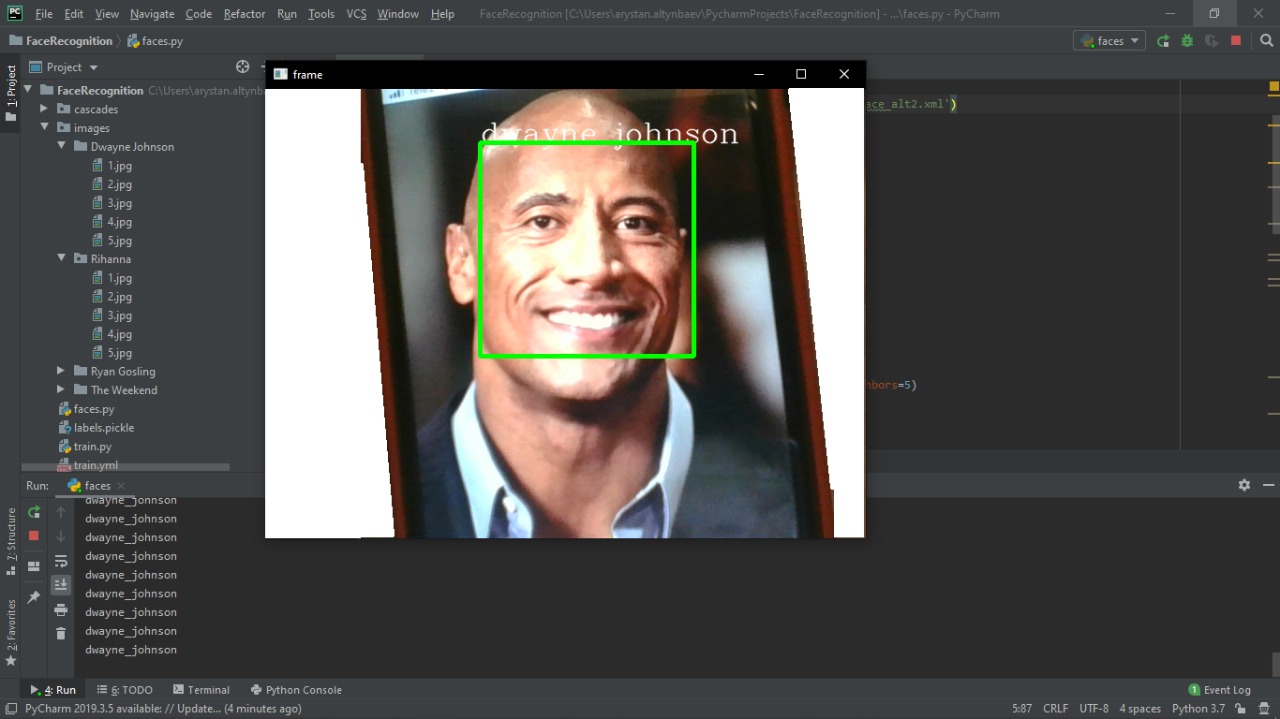 File Edit View Navigate Code Refactor Run Tools VCS Window Help FaceRecognition [C:\Users\arystan.altynbaev\PycharmProjects\FaceRecognition] - ...\faces.py - PyCharm
FaceRecognition faces.py faces
1: Project
Project
frame
FaceRecognition C:\Users\arystan.altynba
cascades
images
Dwayne Johnson
1.jpg
2.jpg
3.jpg
4.jpg
5.jpg
Rihanna
1.jpg
2.jpg
3.jpg
4.jpg
5.jpg
Ryan Gosling
The Weekend
faces.py
labels.pickle
train.py
train.yml
dwayne_johnson
ace_alt2.xml')
hbors=5)
Run: faces
dwayne_johnson
dwayne_johnson
dwayne_johnson
dwayne_johnson
dwayne_johnson
dwayne_johnson
dwayne_johnson
dwayne_johnson
dwayne_johnson
7: Structure
2: Favorites
4: Run 6: TODO Terminal Python Console 1 Event Log
PyCharm 2019.3.5 available: // Update... (4 minutes ago) 5:87 CRLF UTF-8 4 spaces Python 3.7